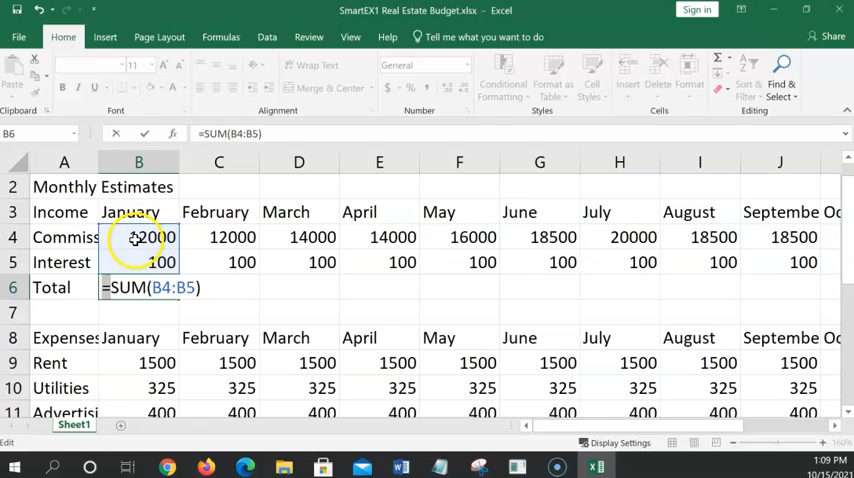 SmartEX1 Real Estate Budget.xlsx - Excel
Sign in
File Home Insert Page Layout Formulas Data Review View Help Tell me what you want to do Share
11 A A Wrap Text General Σ
Paste B I U Merge & Center $ % Conditional Formatting Format as Table Cell Styles Insert Delete Format Sort & Filter Find & Select
Clipboard Font Alignment Number Styles Cells Editing
B6 fx =SUM(B4:B5)
A B C D E F G H I J
2 Monthly Estimates
3 Income January February March April May June July August Septembe Oc
4 Commiss 12000 12000 14000 14000 16000 18500 20000 18500 18500
5 Interest 100 100 100 100 100 100 100 100 100
6 Total =SUM(B4:B5)
7
8 Expenses January February March April May June July August Septembe Oc
9 Rent 1500 1500 1500 1500 1500 1500 1500 1500 1500
10 Utilities 325 325 325 325 325 325 325 325 325
11 Advertisi 400 400 400 400 400 400 400 400 400
Sheet1
Edit Display Settings 160%
1:09 PM
10/15/2021